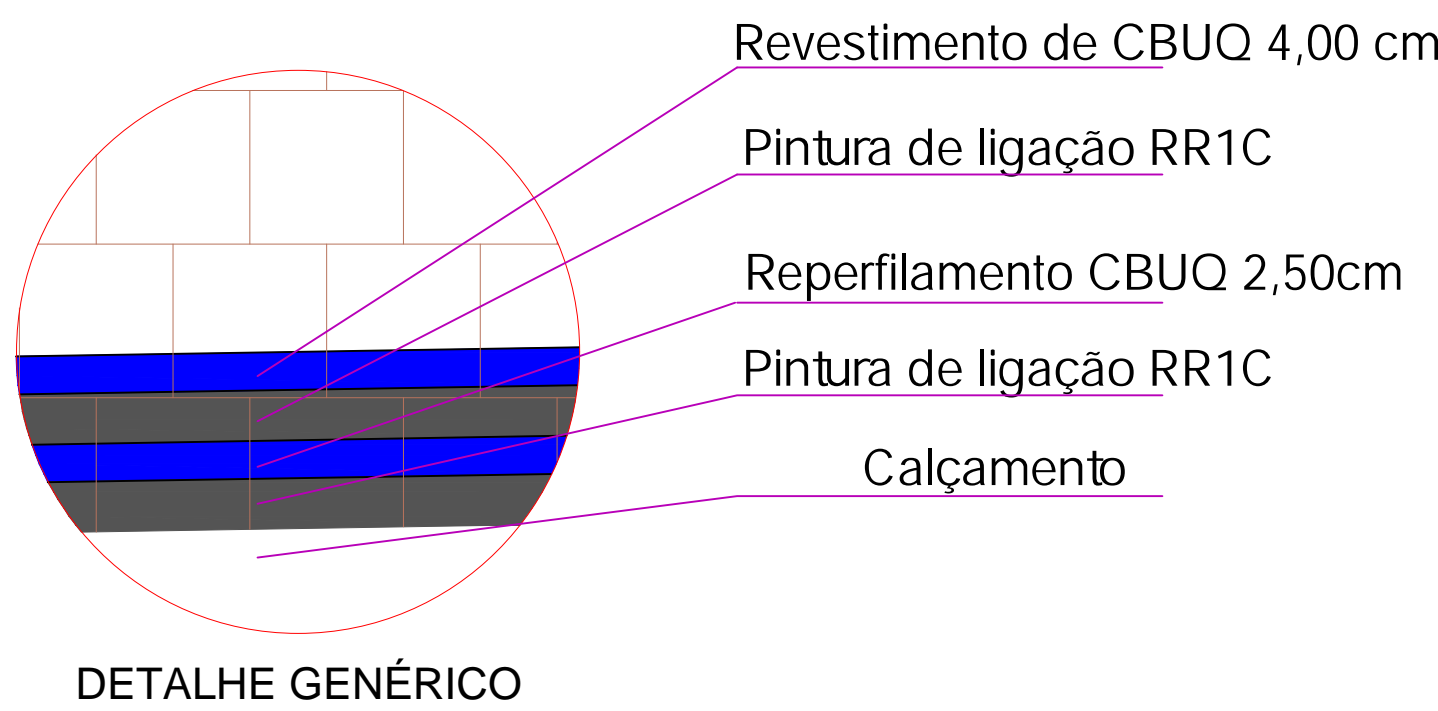 Revestimento de CBUQ 4,00 cm
Pintura de ligação RR1C
Reperfilamento CBUQ 2,50cm
Pintura de ligação RR1C
Calçamento
DETALHE GENÉRICO